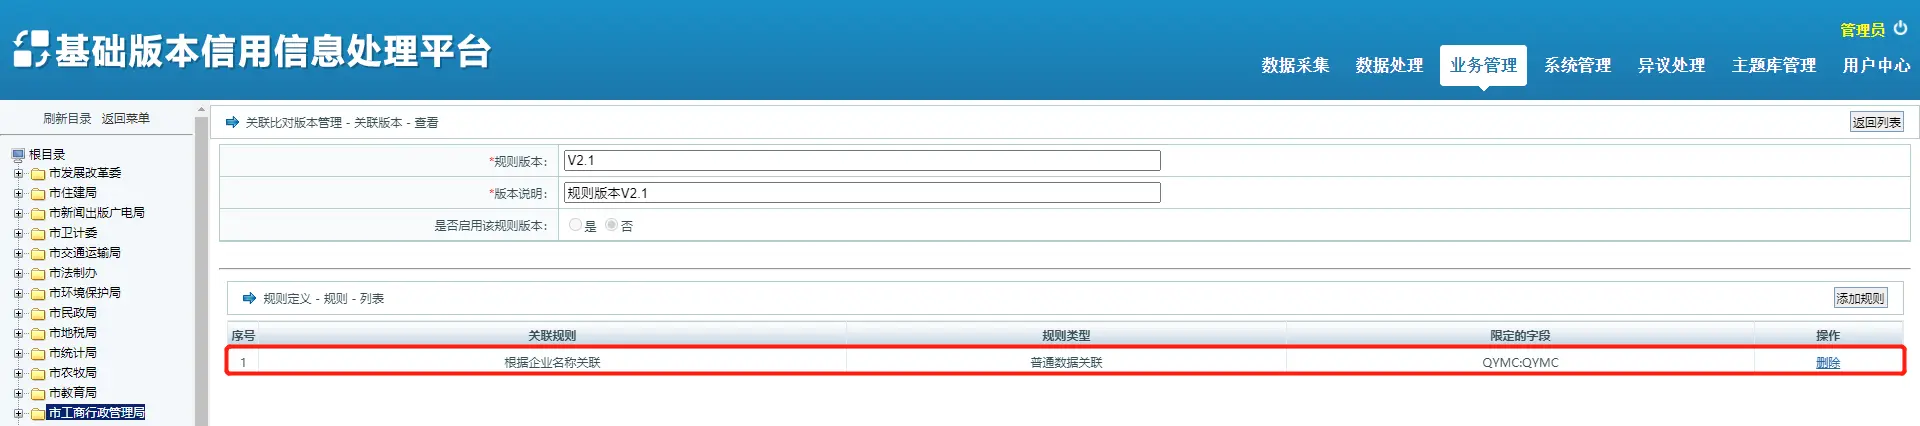 基础版本信用信息处理平台
管理员
数据采集 数据处理 业务管理 系统管理 异议处理 主题库管理 用户中心
刷新目录 返回菜单
根目录
市发展改革委
市住建局
市新闻出版广电局
市卫计委
市交通运输局
市法制办
市环境保护局
市民政局
市地税局
市统计局
市农牧局
市教育局
市工商行政管理局
关联比对版本管理 - 关联版本 - 查看
返回列表
*规则版本: V2.1
*版本说明: 规则版本V2.1
是否启用该规则版本: 是 否
规则定义 - 规则 - 列表
添加规则
序号 关联规则 规则类型 限定的字段 操作
1 根据企业名称关联 普通数据关联 QYMC:QYMC 删除